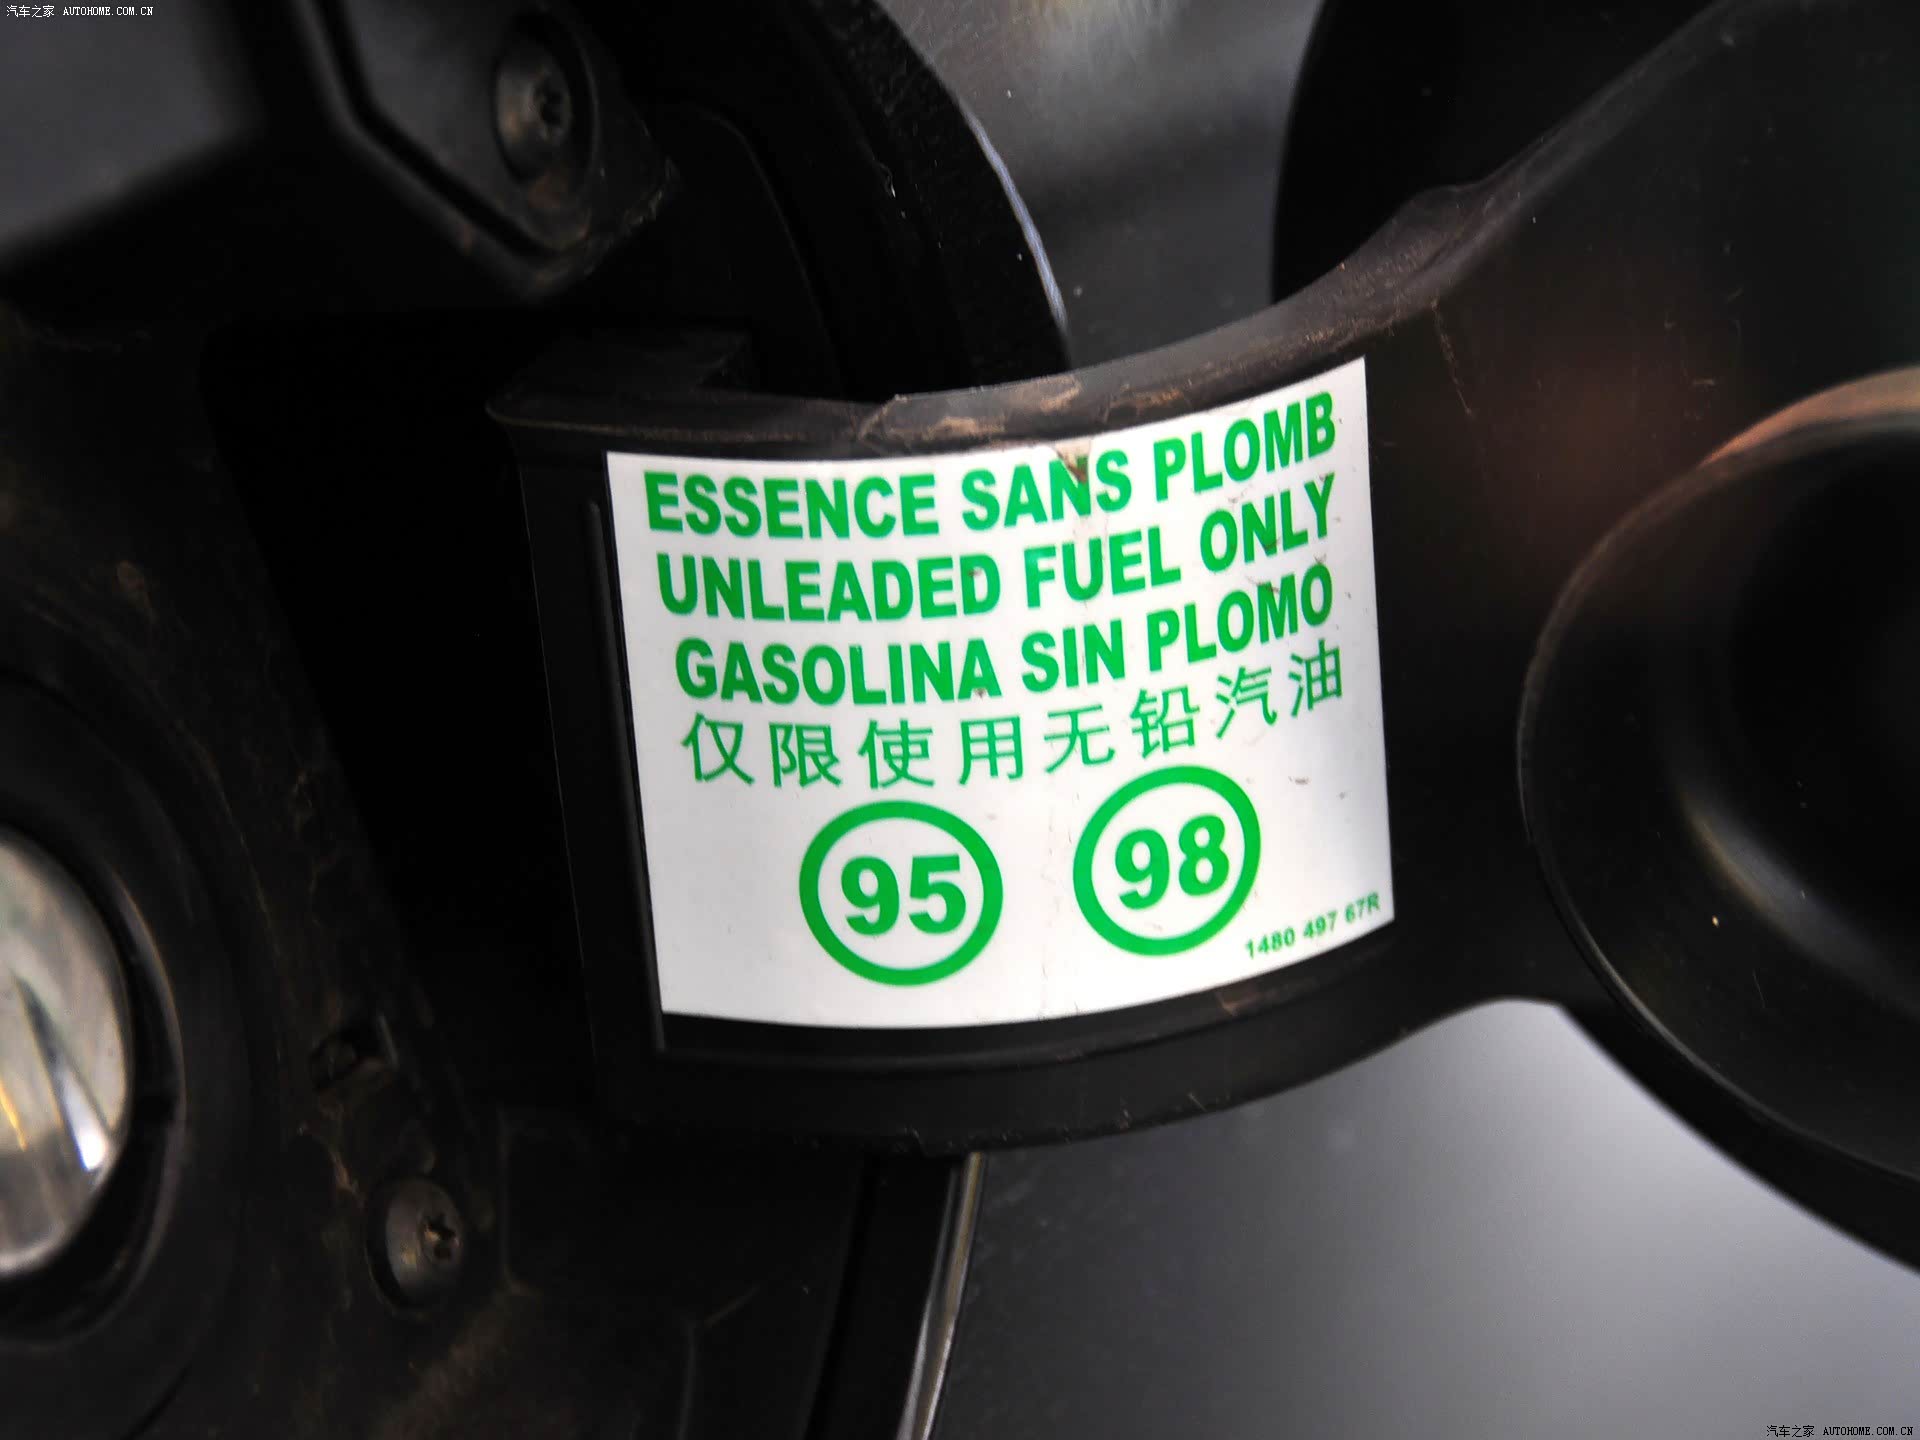 汽车之家 AUTOHOME.COM.CN
ESSENCE SANS PLOMB
UNLEADED FUEL ONLY
GASOLINA SIN PLOMO
仅限使用无铅汽油
95 98
1480 497 67R
汽车之家 AUTOHOME.COM.CN